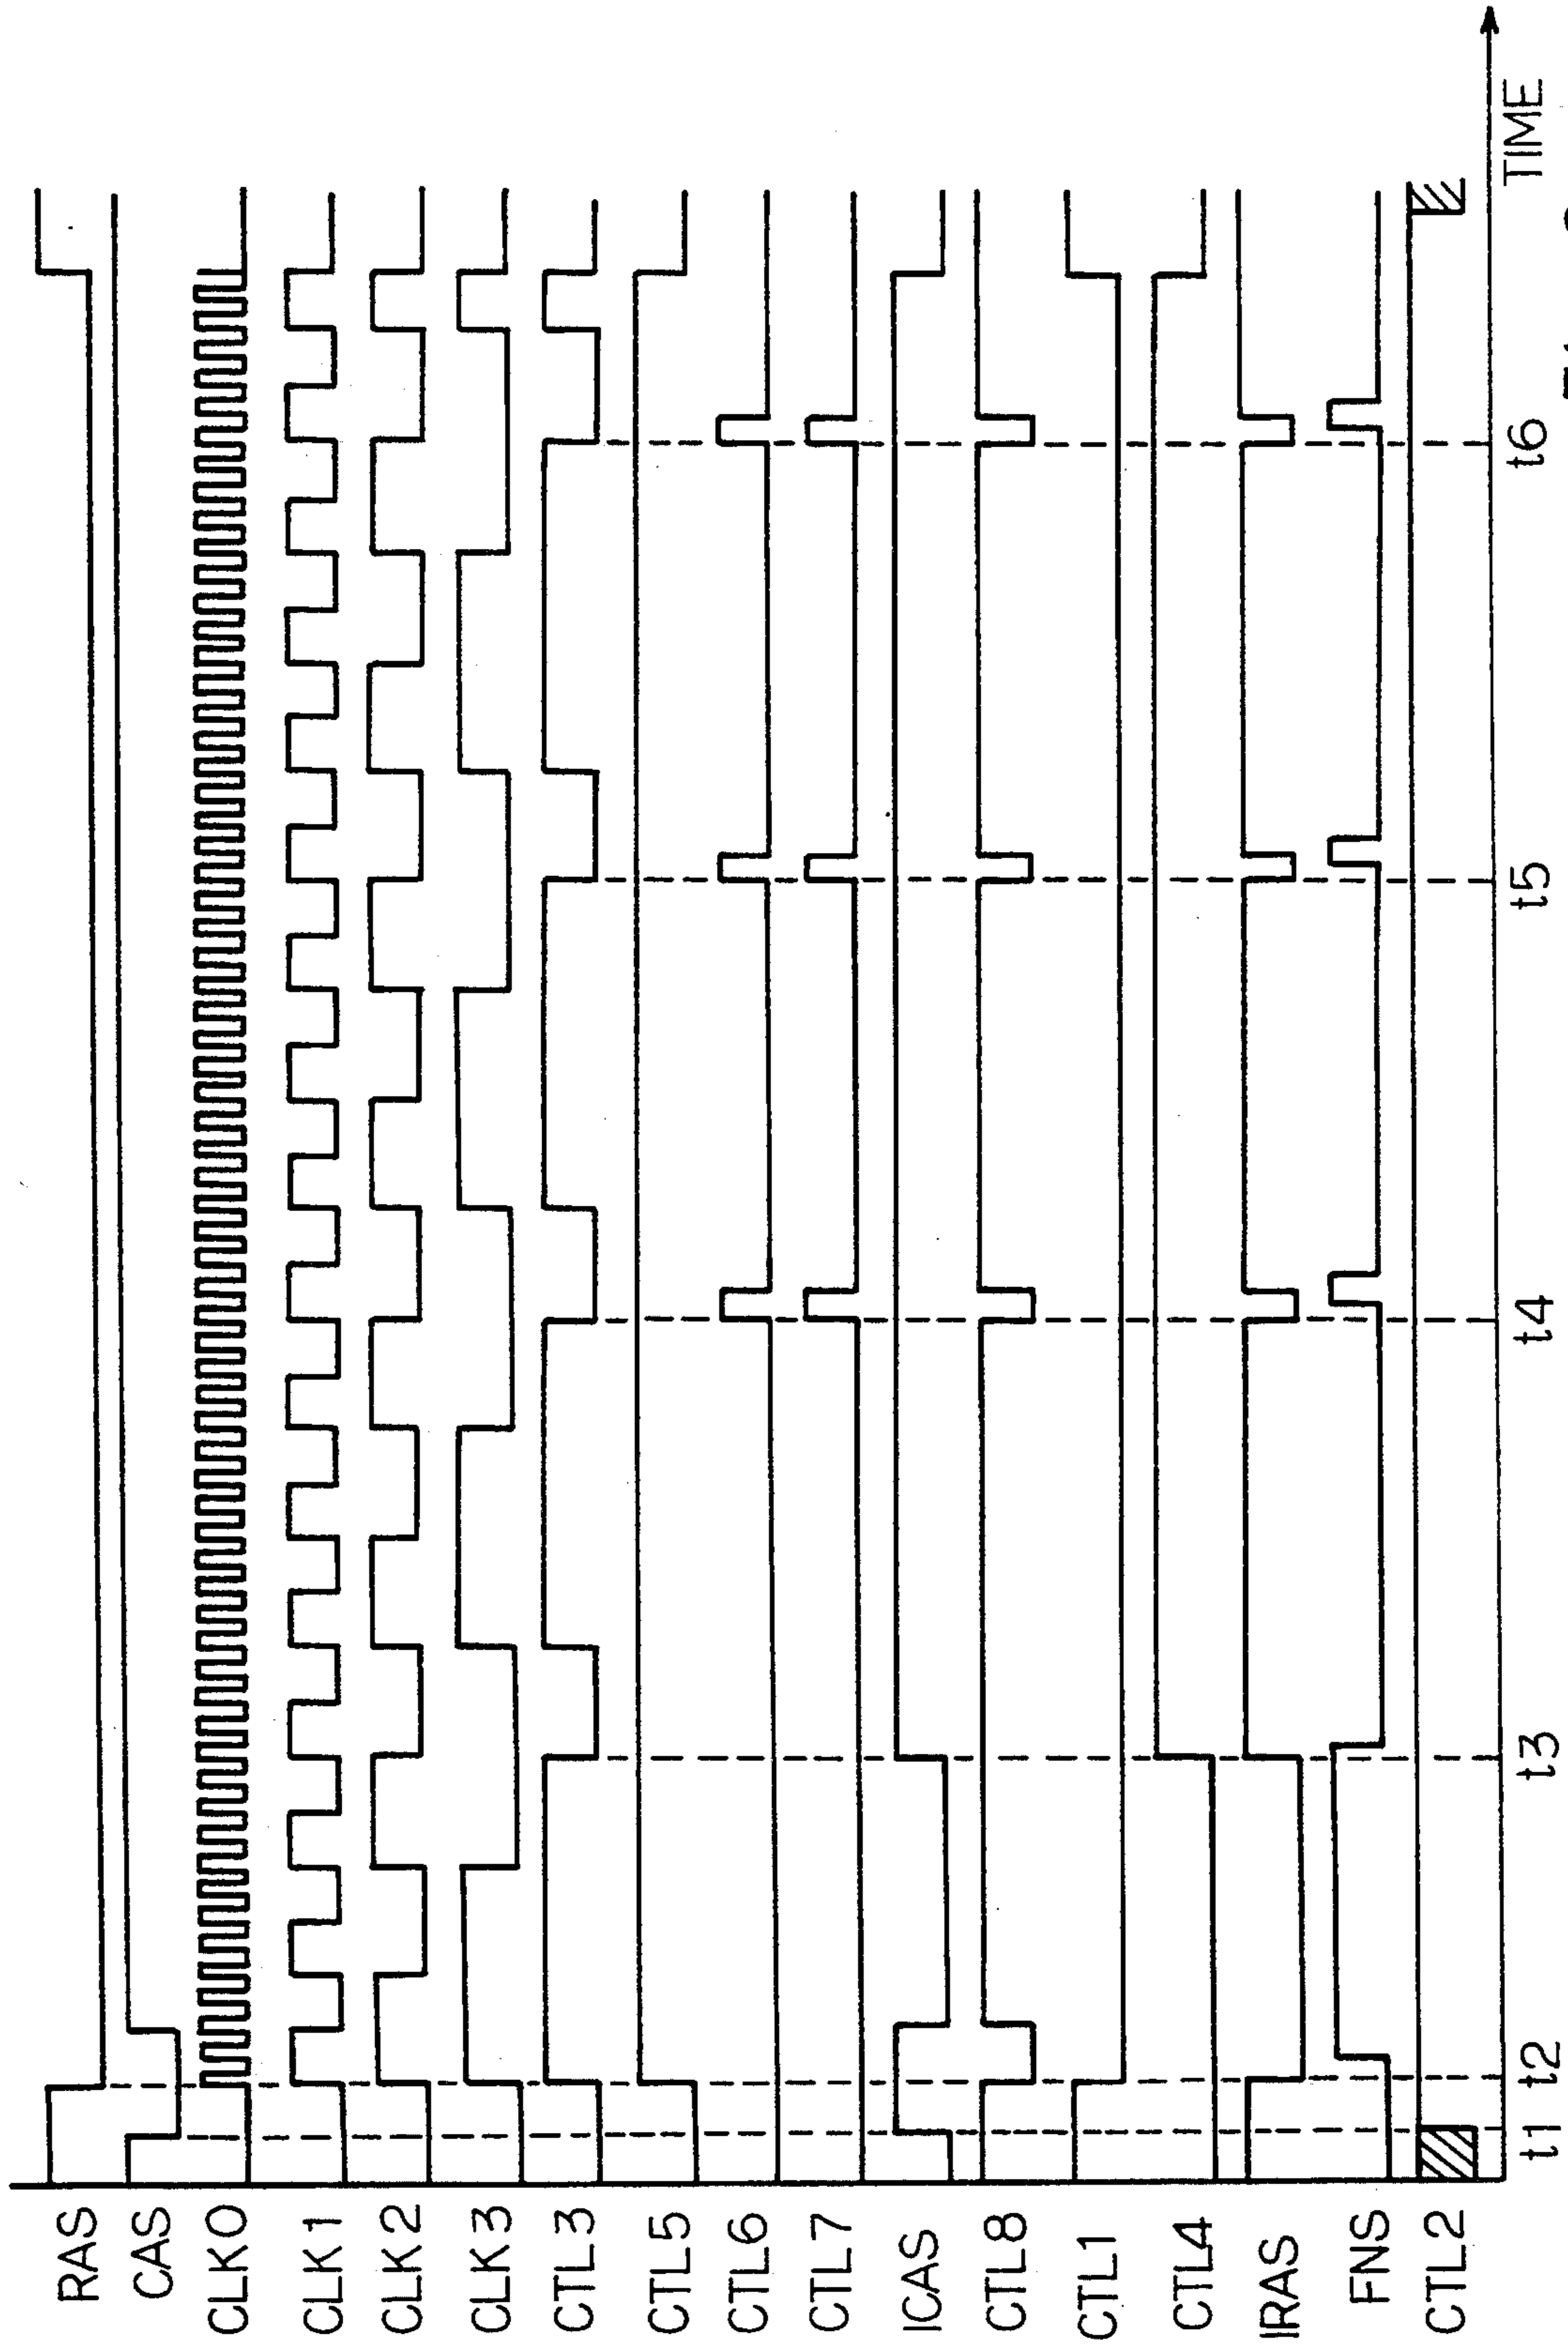 RAS
CAS
CLK0
CLK1
CLK2
CLK3
CTL3
CTL5
CTL6
CTL7
ICAS
CTL8
CTL1
CTL4
IRAS
FNS
CTL2
t1 t2 t3 t4 t5 t6 TIME